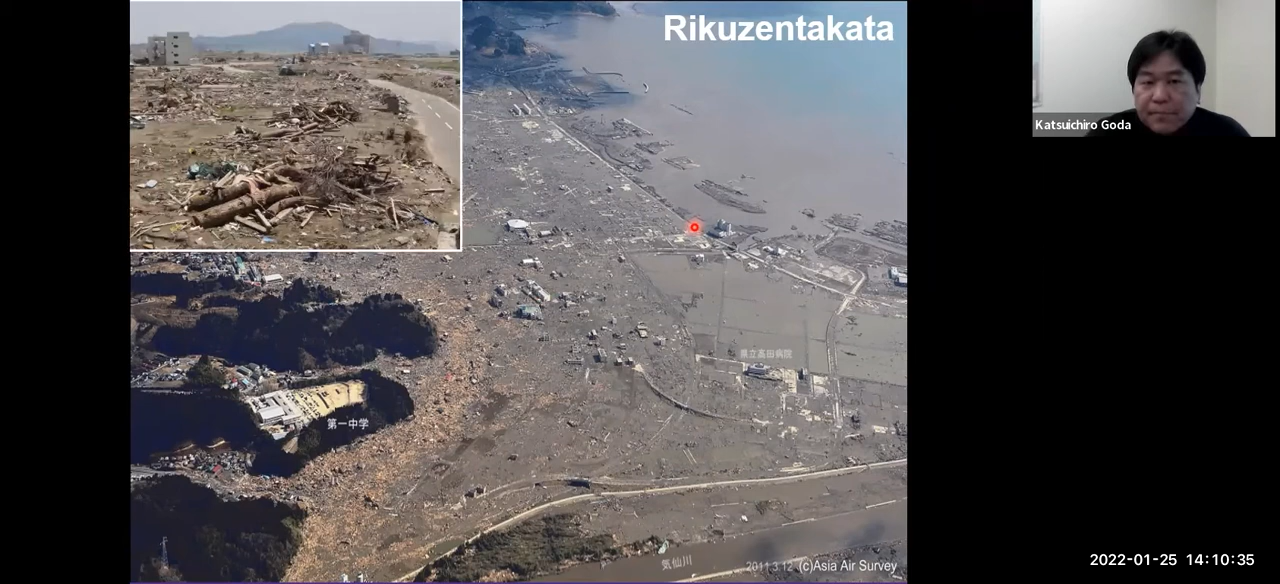 Rikuzentakata
Katsuichiro Goda
県立高田病院
第一中学
気仙川
2011.3.12 (c)Asia Air Survey
2022-01-25 14:10:35